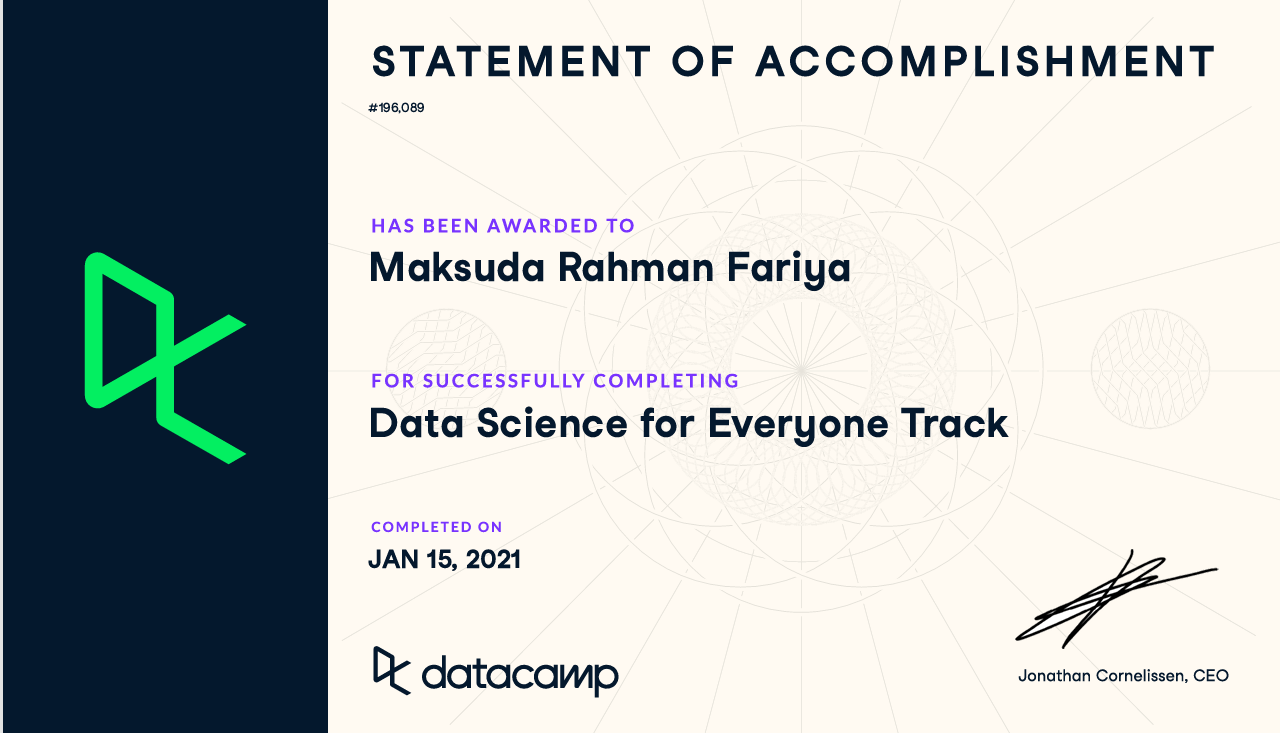 STATEMENT OF ACCOMPLISHMENT
#196,089
HAS BEEN AWARDED TO
Maksuda Rahman Fariya
FOR SUCCESSFULLY COMPLETING
Data Science for Everyone Track
COMPLETED ON
JAN 15, 2021
datacamp
Jonathan Cornelissen, CEO